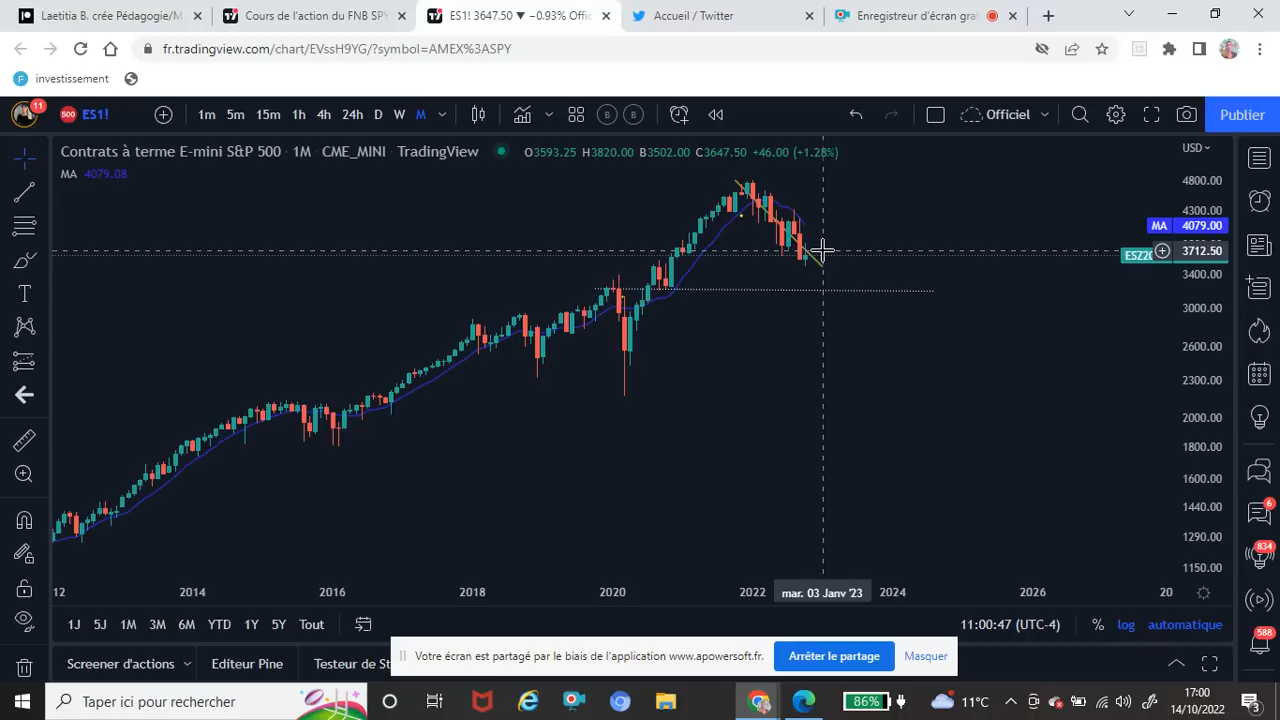 Laetitia B. crée Pédagogie/M
Cours de l'action du FNB SPY
ES1! 3647.50 ▼ −0.93% Offic
Accueil / Twitter
Enregistreur d'écran grat
fr.tradingview.com/chart/EVssH9YG/?symbol=AMEX%3ASPY
F investissement
11 500 ES1! 1m 5m 15m 1h 4h 24h D W M B B Officiel Publier
Contrats à terme E-mini S&P 500 · 1M · CME_MINI · TradingView O3593.25 H3820.00 B3502.00 C3647.50 +46.00 (+1.28%) USD
MA 4079.08
4800.00
4300.00
MA 4079.00
ESZ20 3712.50
3400.00
3000.00
2600.00
2300.00
2000.00
1800.00
1600.00
1440.00
1290.00
1150.00
12 2014 2016 2018 2020 2022 mar. 03 Janv '23 2024 2026 20
1J 5J 1M 3M 6M YTD 1Y 5Y Tout 11:00:47 (UTC-4) % log automatique
6
834
588
Screener d'actions Editeur Pine Testeur de St
Votre écran est partagé par le biais de l'application www.apowersoft.fr. Arrêter le partage Masquer
Taper ici pour rechercher 86% 11°C 17:00
14/10/2022 3